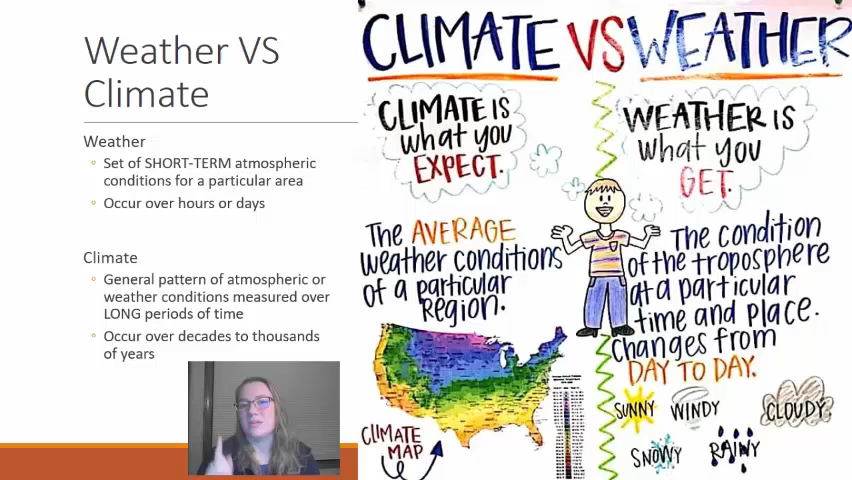 Weather VS
Climate
Weather
◦ Set of SHORT-TERM atmospheric
conditions for a particular area
◦ Occur over hours or days
Climate
◦ General pattern of atmospheric or
weather conditions measured over
LONG periods of time
◦ Occur over decades to thousands
of years
CLIMATE VS WEATHER
CLIMATE IS
what you
EXPECT.
The AVERAGE
weather conditions
of a particular
Region.
CLIMATE
MAP
WEATHER IS
what you
GET.
The condition
of the troposphere
at a particular
time and place.
changes from
DAY TO DAY.
SUNNY WINDY CLOUDY
SNOWY RAINY